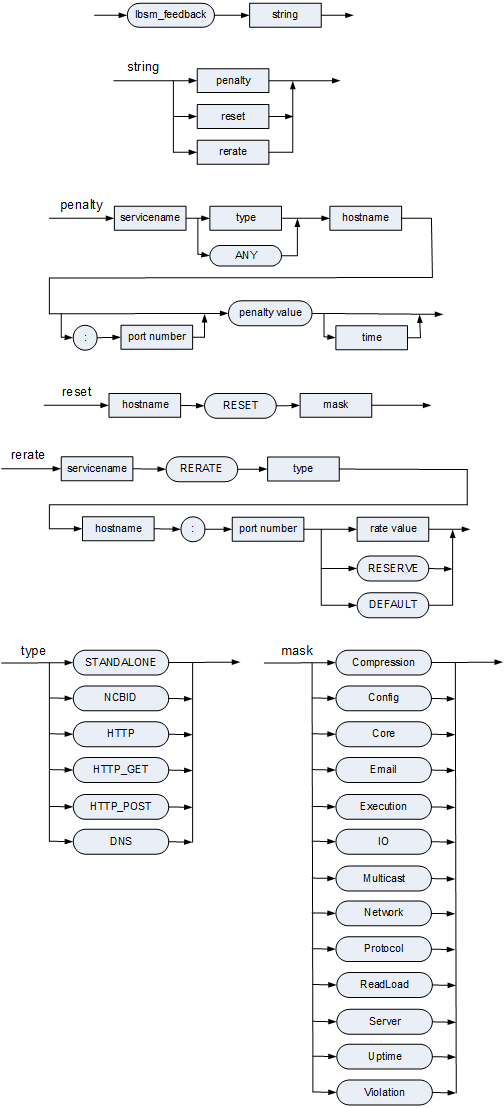 lbsm_feedback string
string
penalty
reset
rerate
penalty
servicename type hostname
ANY
: port number penalty value time
reset
hostname RESET mask
rerate
servicename RERATE type
hostname : port number rate value
RESERVE
DEFAULT
type
STANDALONE
NCBID
HTTP
HTTP_GET
HTTP_POST
DNS
mask
Compression
Config
Core
Email
Execution
IO
Multicast
Network
Protocol
ReadLoad
Server
Uptime
Violation